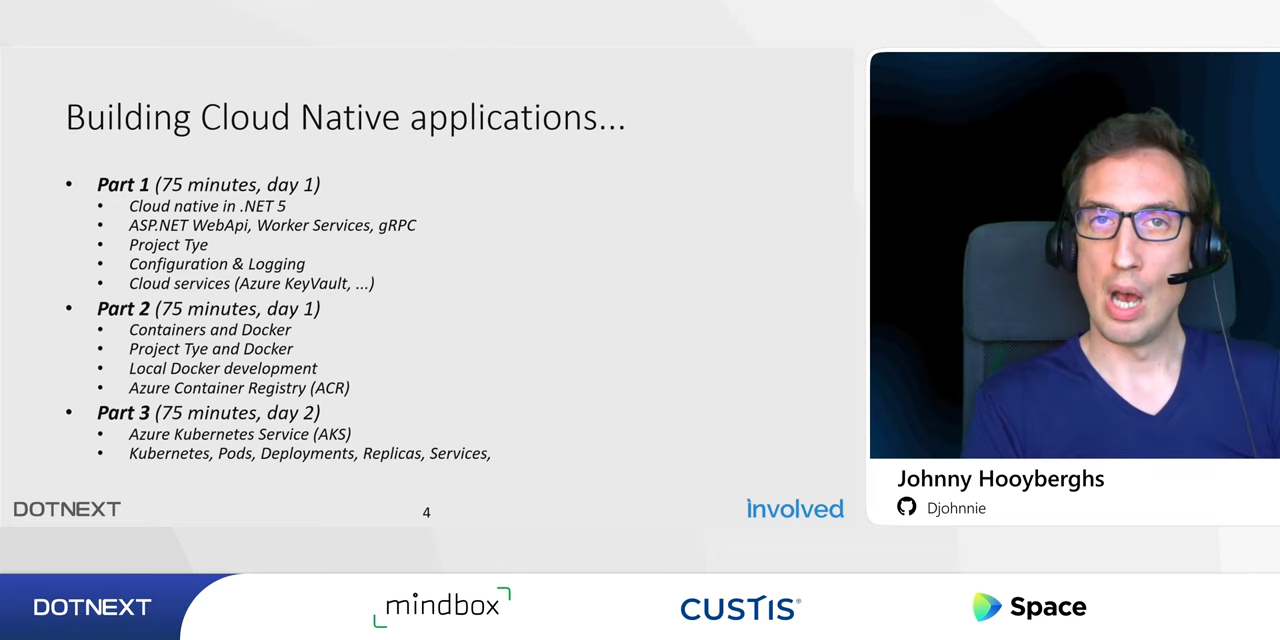 Building Cloud Native applications...
• Part 1 (75 minutes, day 1)
• Cloud native in .NET 5
• ASP.NET WebApi, Worker Services, gRPC
• Project Tye
• Configuration & Logging
• Cloud services (Azure KeyVault, ...)
• Part 2 (75 minutes, day 1)
• Containers and Docker
• Project Tye and Docker
• Local Docker development
• Azure Container Registry (ACR)
• Part 3 (75 minutes, day 2)
• Azure Kubernetes Service (AKS)
• Kubernetes, Pods, Deployments, Replicas, Services,
DOTNEXT
4
involved
Johnny Hooyberghs
Djohnnie
DOTNEXT
mindbox
CUSTIS®
Space